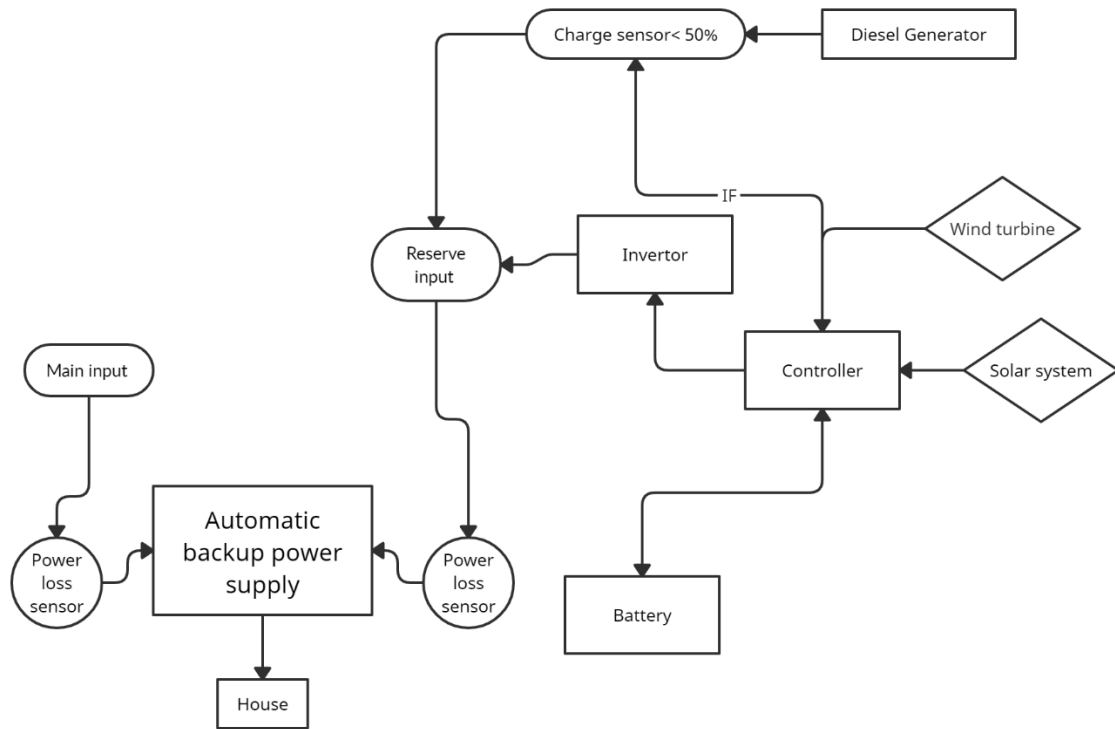 Charge sensor< 50%
Diesel Generator
IF
Wind turbine
Reserve
input
Invertor
Main input
Controller
Solar system
Automatic
backup power
supply
Power
loss
sensor
Power
loss
sensor
Battery
House